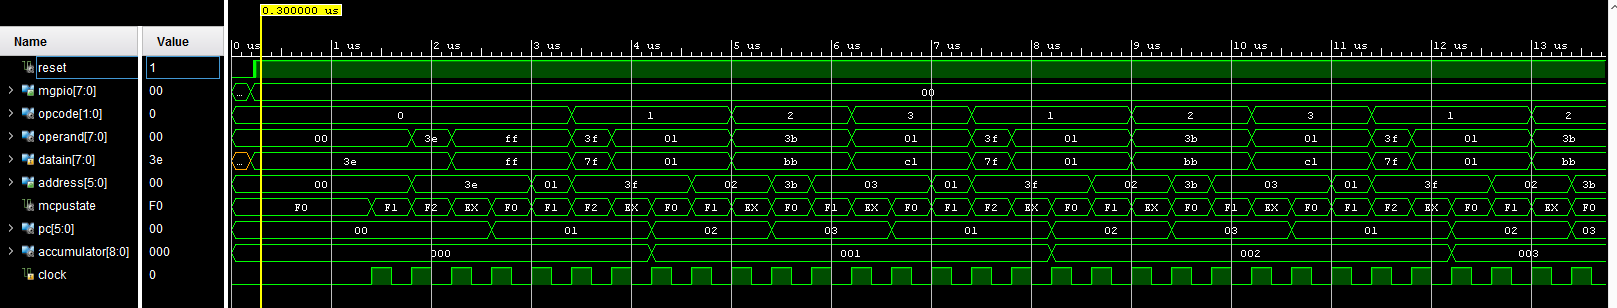 0.300000 us
Name Value 0 us 1 us 2 us 3 us 4 us 5 us 6 us 7 us 8 us 9 us 10 us 11 us 12 us 13 us
reset 1
mgpio[7:0] 00 ... 00
opcode[1:0] 0 0 1 2 3 1 2 3 1 2
operand[7:0] 00 00 3e ff 3f 01 3b 01 3f 01 3b 01 3f 01 3b
datain[7:0] 3e ... 3e ff 7f 01 bb c1 7f 01 bb c1 7f 01 bb
address[5:0] 00 00 3e 01 3f 02 3b 03 01 3f 02 3b 03 01 3f 02 3b
mcpustate F0 F0 F1 F2 EX F0 F1 F2 EX F0 F1 EX F0 F1 EX F0 F1 F2 EX F0 F1 EX F0 F1 EX F0 F1 F2 EX F0 F1 EX F0
pc[5:0] 00 00 01 02 03 01 02 03 01 02 03
accumulator[8:0] 000 000 001 002 003
clock 0